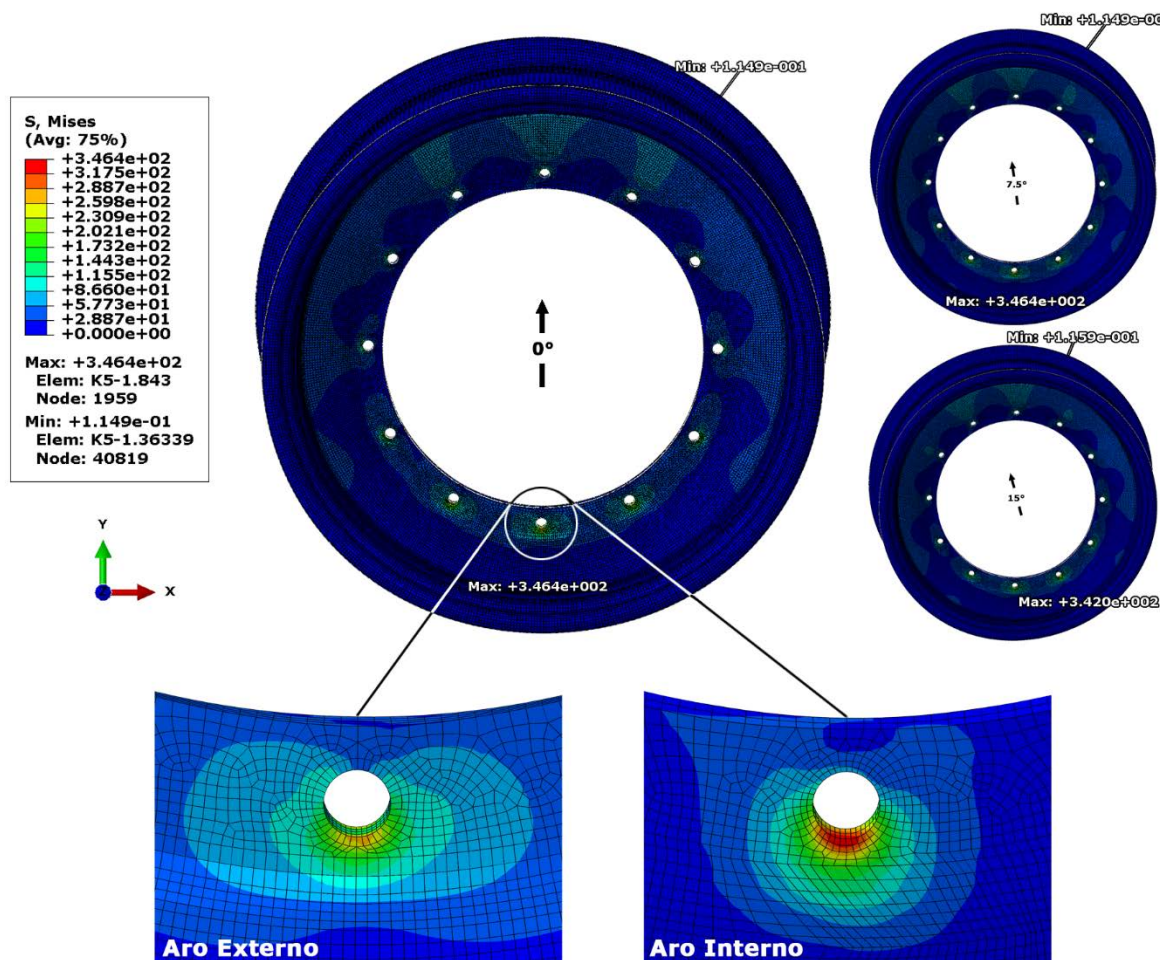 S, Mises
(Avg: 75%)
+3.464e+02
+3.175e+02
+2.887e+02
+2.598e+02
+2.309e+02
+2.021e+02
+1.732e+02
+1.443e+02
+1.155e+02
+8.660e+01
+5.773e+01
+2.887e+01
+0.000e+00
Max: +3.464e+02
Elem: K5-1.843
Node: 1959
Min: +1.149e-01
Elem: K5-1.36339
Node: 40819
Y
Z
X
Min: +1.149e-001
0°
Max: +3.464e+002
Min: +1.149e-00
7.5°
Max: +3.464e+002
Min: +1.159e-001
15°
Max: +3.420e+002
Aro Externo
Aro Interno